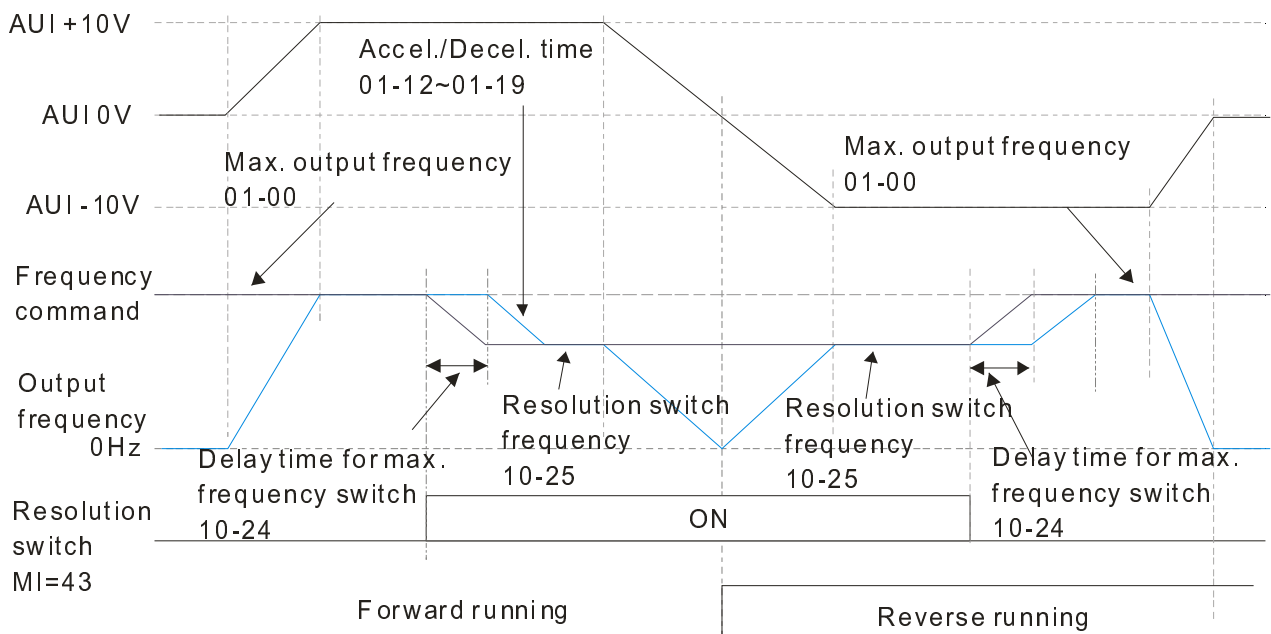 AUI +10V
Accel./Decel. time
01-12~01-19
AUI 0V
Max. output frequency
01-00
Max. output frequency
01-00
AUI -10V
Frequency
command
Output
frequency
0Hz
Resolution switch
frequency
10-25
Resolution switch
frequency
10-25
Delay time for max.
frequency switch
10-24
Delay time for max.
frequency switch
10-24
Resolution
switch
MI=43
ON
Forward running
Reverse running